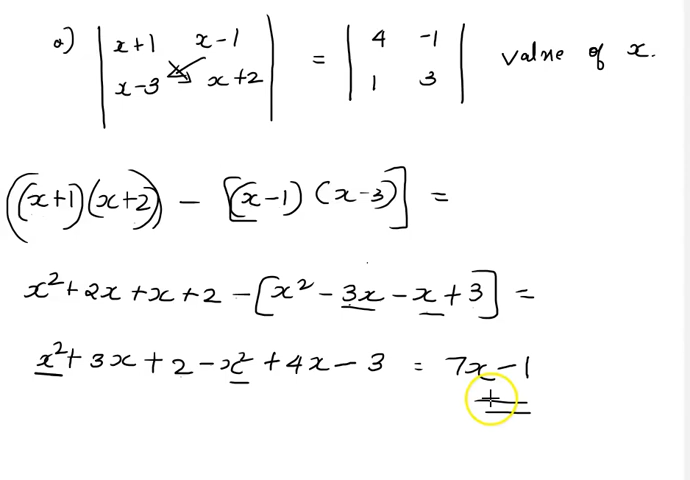 a) | x+1 x-1 | = | 4 -1 | value of x.
| x-3 x+2 | | 1 3 |
((x+1)(x+2)) - [(x-1)(x-3)] =
x² + 2x + x + 2 - [x² - 3x - x + 3] =
x² + 3x + 2 - x² + 4x - 3 = 7x - 1